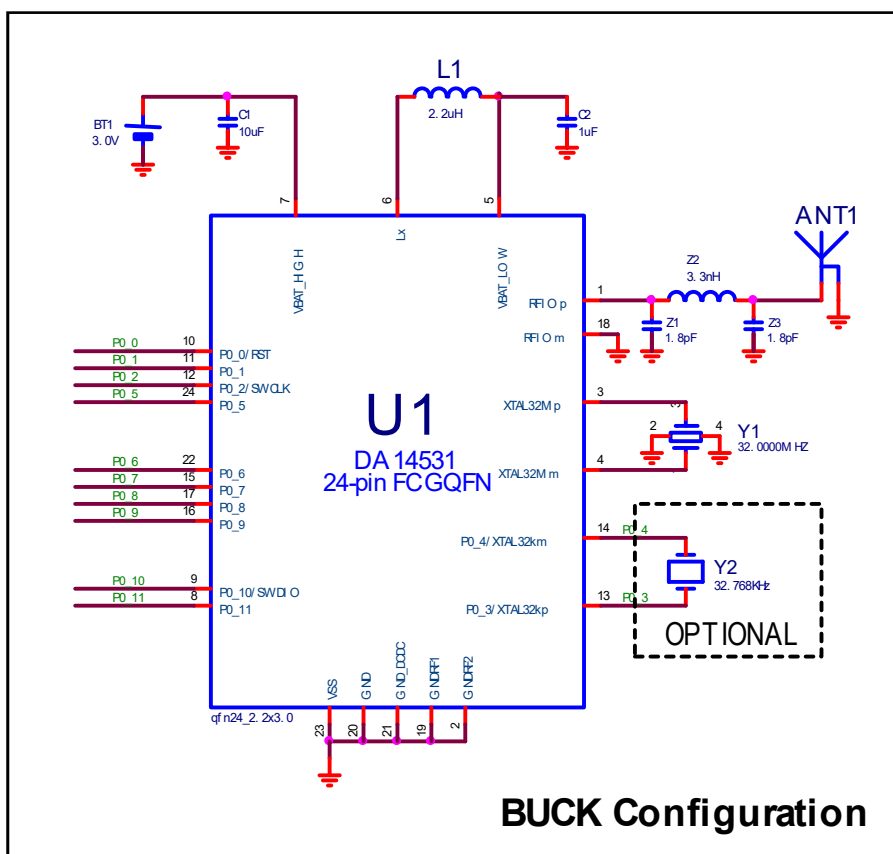 L1
2.2uH
BT1
3.0V
C1
10uF
C2
1uF
7
6
5
VBAT_HIGH
Lx
VBAT_LOW
ANT1
Z2
3.3nH
RFIOp
1
Z1
1.8pF
Z3
1.8pF
RFIOm
18
P0_0
10
P0_0/RST
P0_1
11
P0_1
P0_2
12
P0_2/SWCLK
P0_5
24
P0_5
U1
DA14531
24-pin FCGQFN
XTAL32Mp
3
3
2
4
Y1
32.0000MHZ
XTAL32Mm
4
P0_6
22
P0_6
P0_7
15
P0_7
P0_8
17
P0_8
P0_9
16
P0_9
P0_4/XTAL32km
14
P0_4
Y2
32.768KHz
P0_3/XTAL32kp
13
P0_3
OPTIONAL
P0_10
9
P0_10/SWDIO
P0_11
8
P0_11
VSS
GND
GND_DCDC
GNDRF1
GNDRF2
qfn24_2.2x3.0
23
20
21
19
2
BUCK Configuration